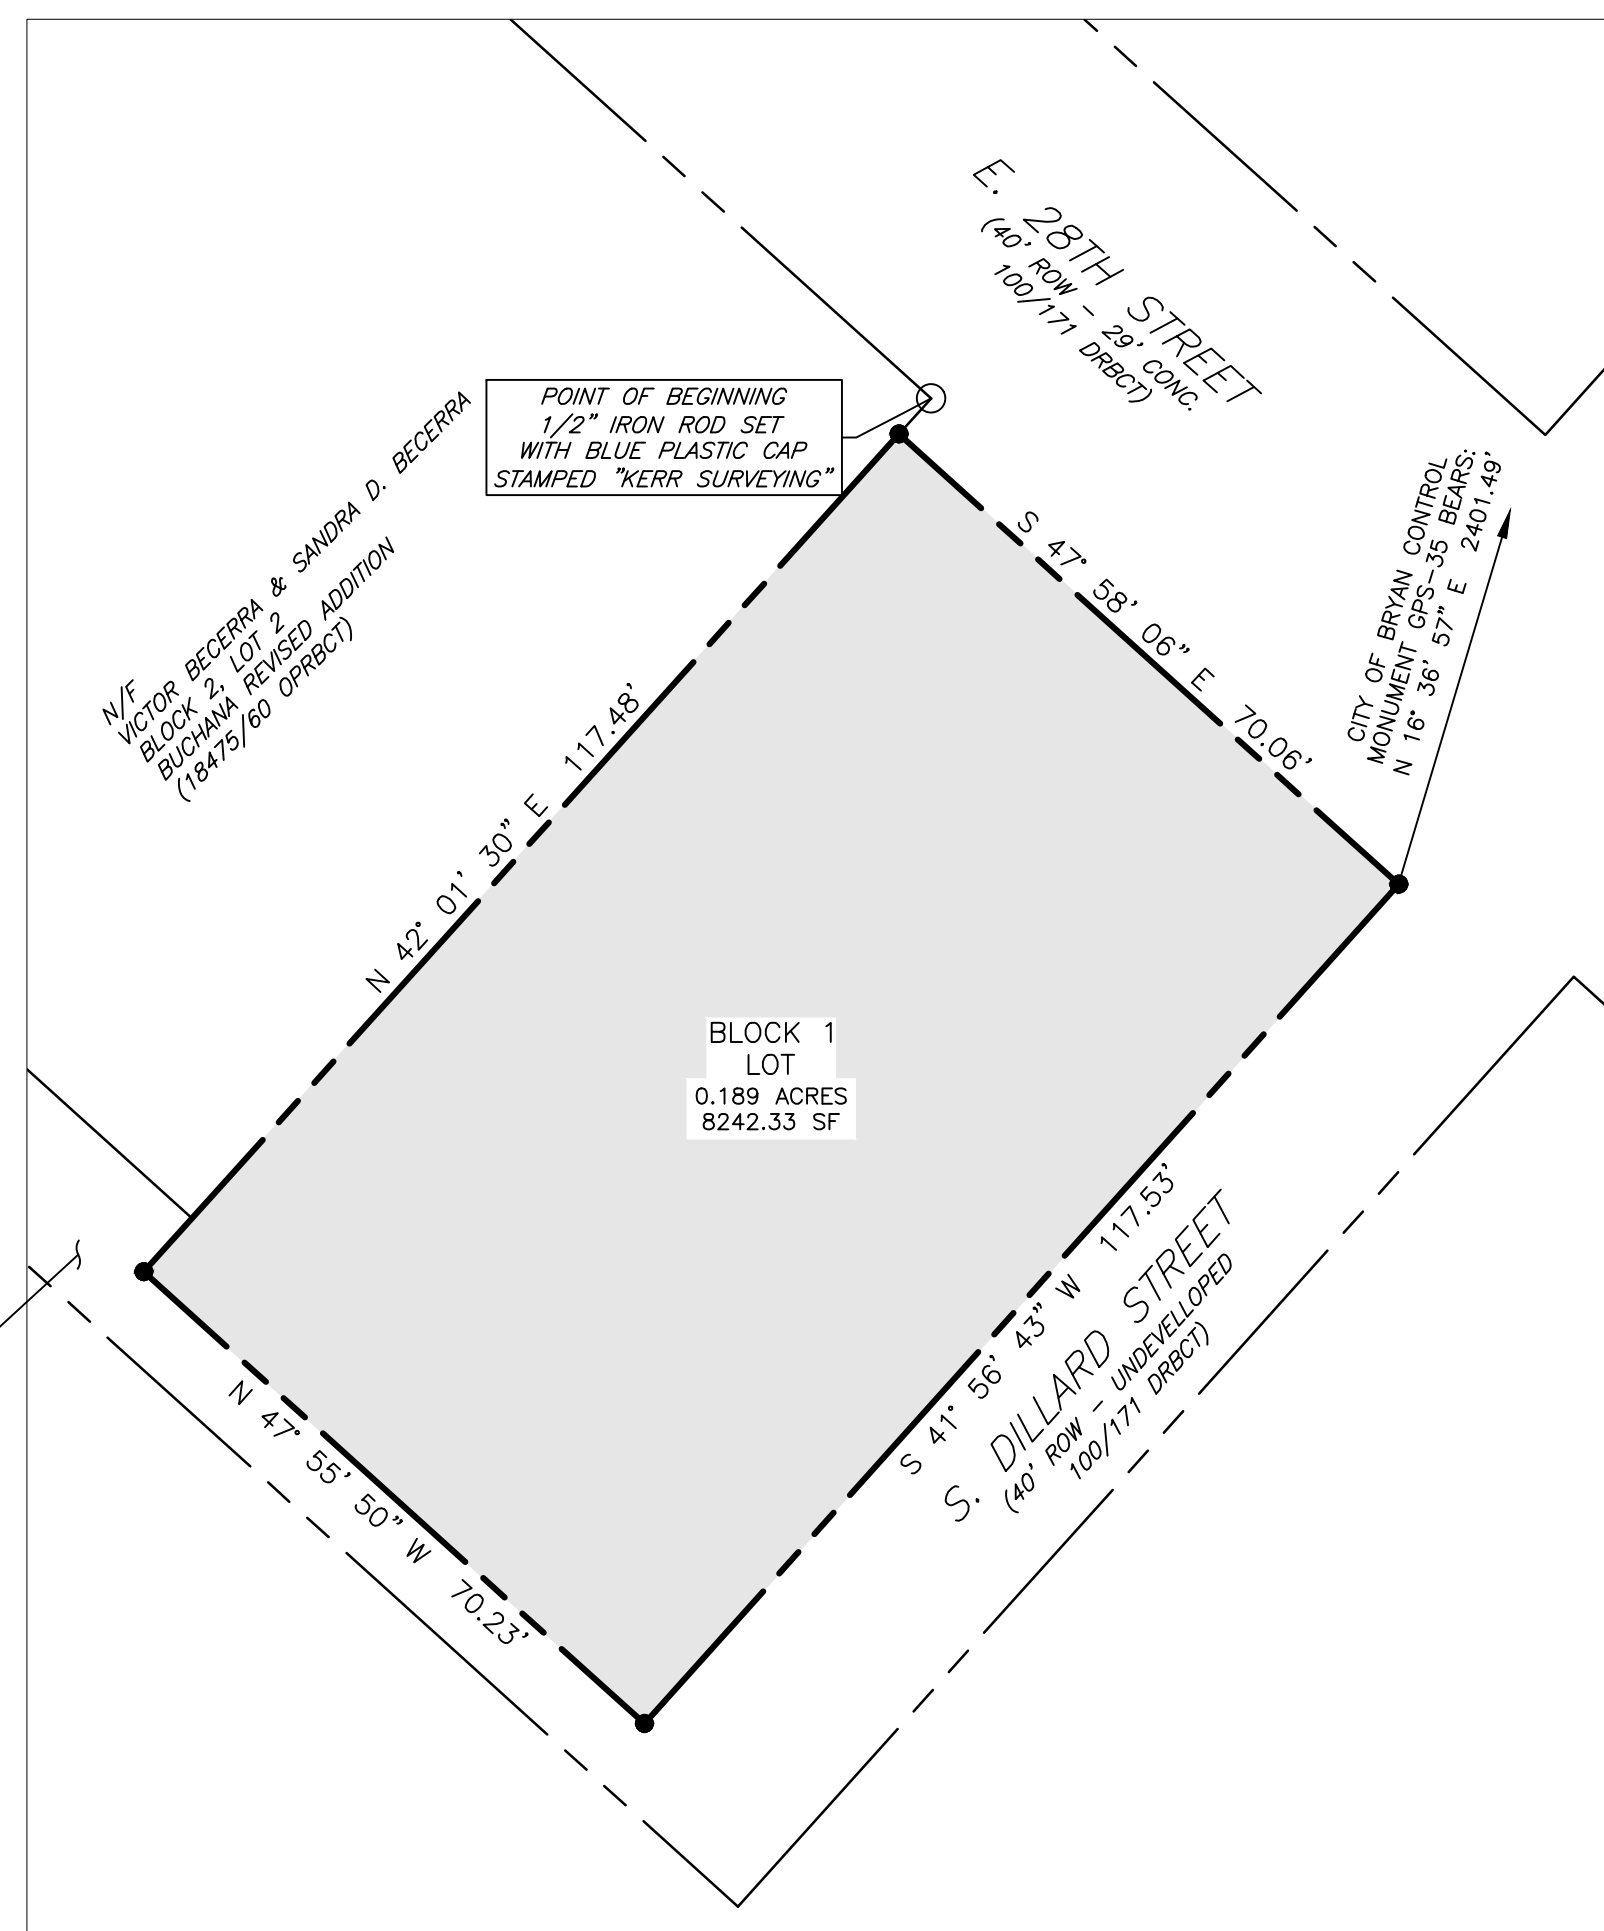 E. 28TH STREET
(40' ROW - 29' CONC.
100/171 DRBCT)
POINT OF BEGINNING
1/2" IRON ROD SET
WITH BLUE PLASTIC CAP
STAMPED "KERR SURVEYING"
N/F
VICTOR BECERRA & SANDRA D. BECERRA
BLOCK 2, LOT 2
BUCHANA REVISED ADDITION
(18475/60 OPRBCT)
CITY OF BRYAN CONTROL
MONUMENT GPS-35 BEARS:
N 16° 36' 57" E 2401.49'
S 47° 58' 06" E 70.06'
N 42° 01' 30" E 117.48'
BLOCK 1
LOT
0.189 ACRES
8242.33 SF
S 41° 56' 43" W 117.53'
S. DILLARD STREET
(40' ROW - UNDEVELLOPED
100/171 DRBCT)
N 47° 55' 50" W 70.23'